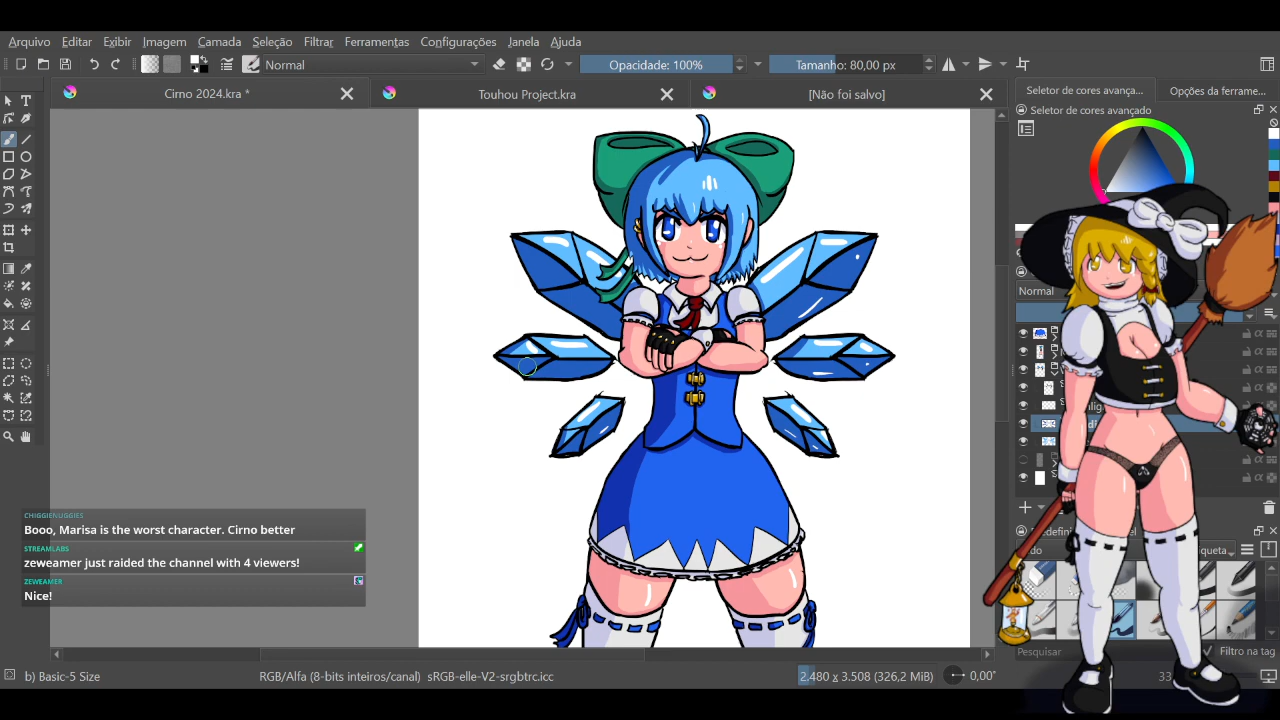 Arquivo Editar Exibir Imagem Camada Seleção Filtrar Ferramentas Configurações Janela Ajuda
Normal Opacidade: 100% Tamanho: 80,00 px
Cirno 2024.kra * Touhou Project.kra [Não foi salvo]
Seletor de cores avança... Opções da ferrame...
Seletor de cores avançado
Normal
CHIGGIENUGGIES
Booo, Marisa is the worst character. Cirno better
STREAMLABS
zeweamer just raided the channel with 4 viewers!
ZEWEAMER
Nice!
Pesquisar Filtro na tag
b) Basic-5 Size RGB/Alfa (8-bits inteiros/canal) sRGB-elle-V2-srgbtrc.icc 2.480 x 3.508 (326,2 MiB) 0,00°